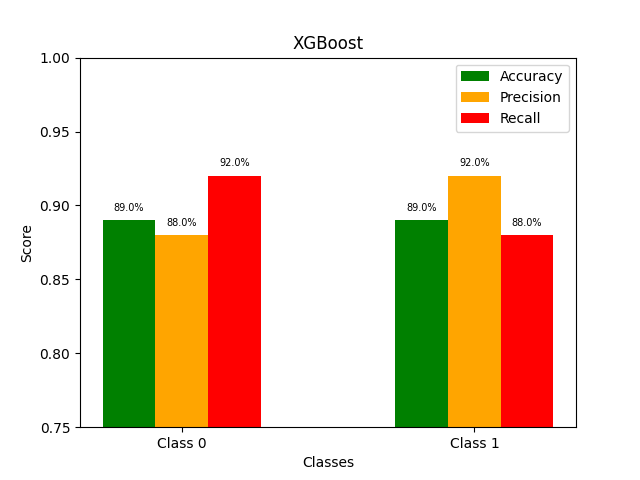 XGBoost
Accuracy
Precision
Recall
Score
1.00
0.95
0.90
0.85
0.80
0.75
89.0%
88.0%
92.0%
89.0%
92.0%
88.0%
Class 0
Class 1
Classes